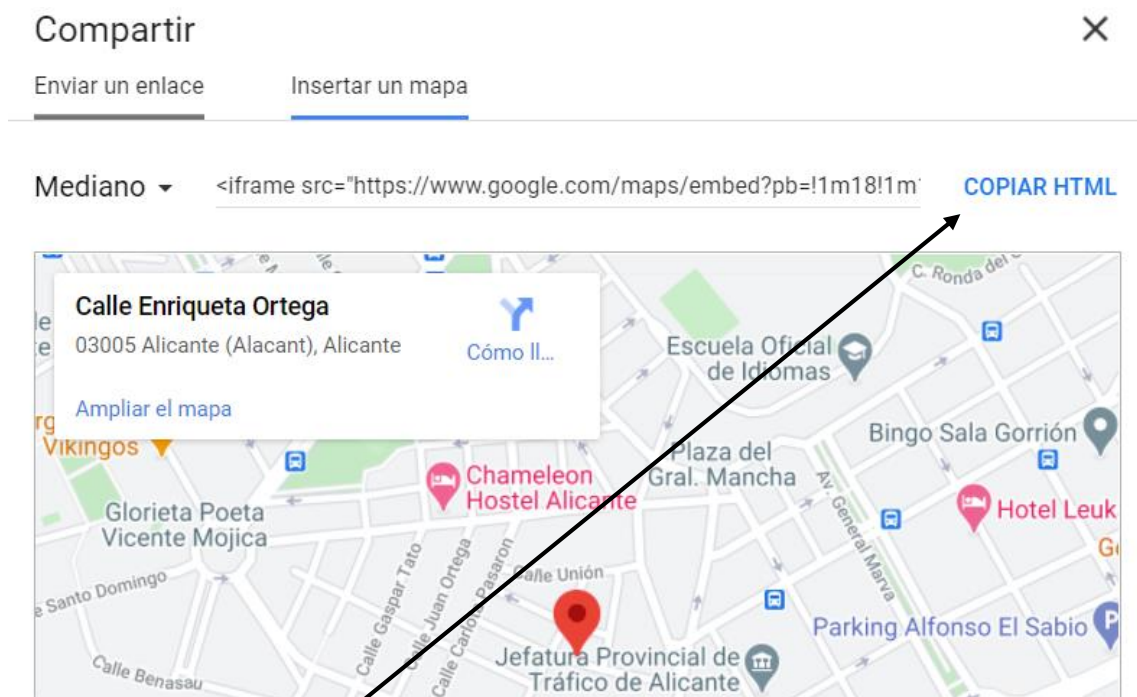 Compartir
Enviar un enlace
Insertar un mapa
Mediano
<iframe src="https://www.google.com/maps/embed?pb=!1m18!1m
COPIAR HTML
Calle Enriqueta Ortega
03005 Alicante (Alacant), Alicante
Cómo ll...
Ampliar el mapa
C. Ronda del
Escuela Oficial
de Idiomas
Vikingos
Bingo Sala Gorrión
Plaza del
Gral. Mancha
Chameleon
Hostel Alicante
Av. General Marva
Hotel Leuk
Glorieta Poeta
Vicente Mojica
Santo Domingo
Calle Gaspar Tato
Calle Juan Ortega
Calle Carlota Pasaron
Calle Unión
Parking Alfonso El Sabio
P
Jefatura Provincial de
Tráfico de Alicante
Calle Benasau